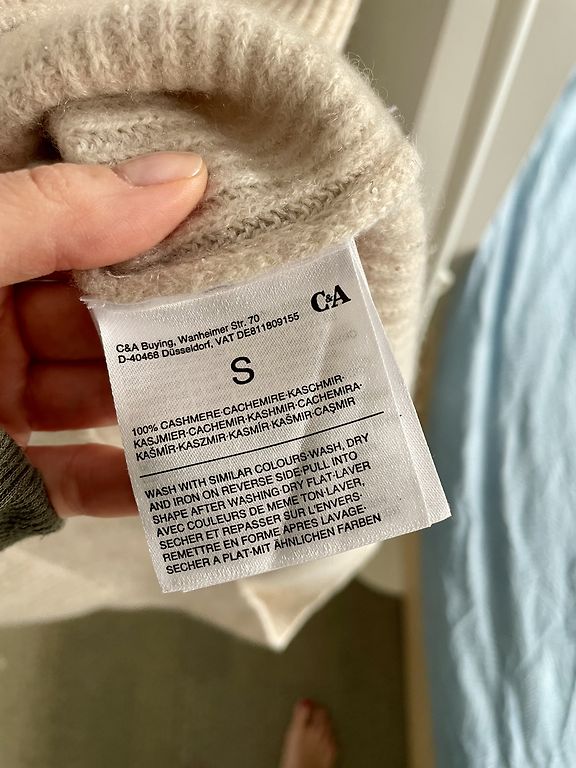 C&A
C&A Buying, Wanheimer Str. 70
D-40468 Düsseldorf, VAT DE811809155
S
100% CASHMERE·CACHEMIRE·KASCHMIR·
KASJMIER·CACHEMIR·KASHMIR·CACHEMIRA·
KAŠMÍR·KASZMIR·KASMÍR·KAŠMIR·CAŞMIR
WASH WITH SIMILAR COLOURS·WASH, DRY
AND IRON ON REVERSE SIDE·PULL INTO
SHAPE AFTER WASHING·DRY FLAT·LAVER
AVEC COULEURS DE MEME TON·LAVER,
SECHER ET REPASSER SUR L'ENVERS·
REMETTRE EN FORME APRES LAVAGE·
SECHER A PLAT·MIT ÄHNLICHEN FARBEN